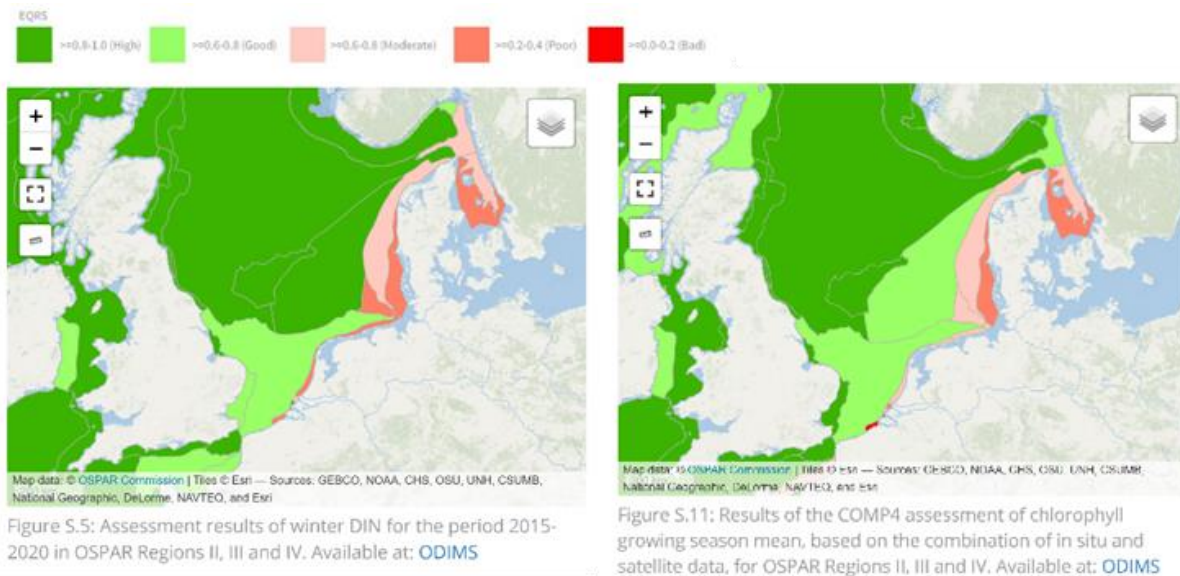 EQRS
>=0.8-1.0 (High)
>=0.6-0.8 (Good)
>=0.6-0.8 (Moderate)
>=0.2-0.4 (Poor)
>=0.0-0.2 (Bad)
+
−
Map data: © OSPAR Commission | Tiles © Esri — Sources: GEBCO, NOAA, CHS, OSU, UNH, CSUMB,
National Geographic, DeLorme, NAVTEQ, and Esri
Figure S.5: Assessment results of winter DIN for the period 2015-
2020 in OSPAR Regions II, III and IV. Available at: ODIMS
+
−
Map data: © OSPAR Commission | Tiles © Esri — Sources: GEBCO, NOAA, CHS, OSU, UNH, CSUMB,
National Geographic, DeLorme, NAVTEQ, and Esri
Figure S.11: Results of the COMP4 assessment of chlorophyll
growing season mean, based on the combination of in situ and
satellite data, for OSPAR Regions II, III and IV. Available at: ODIMS